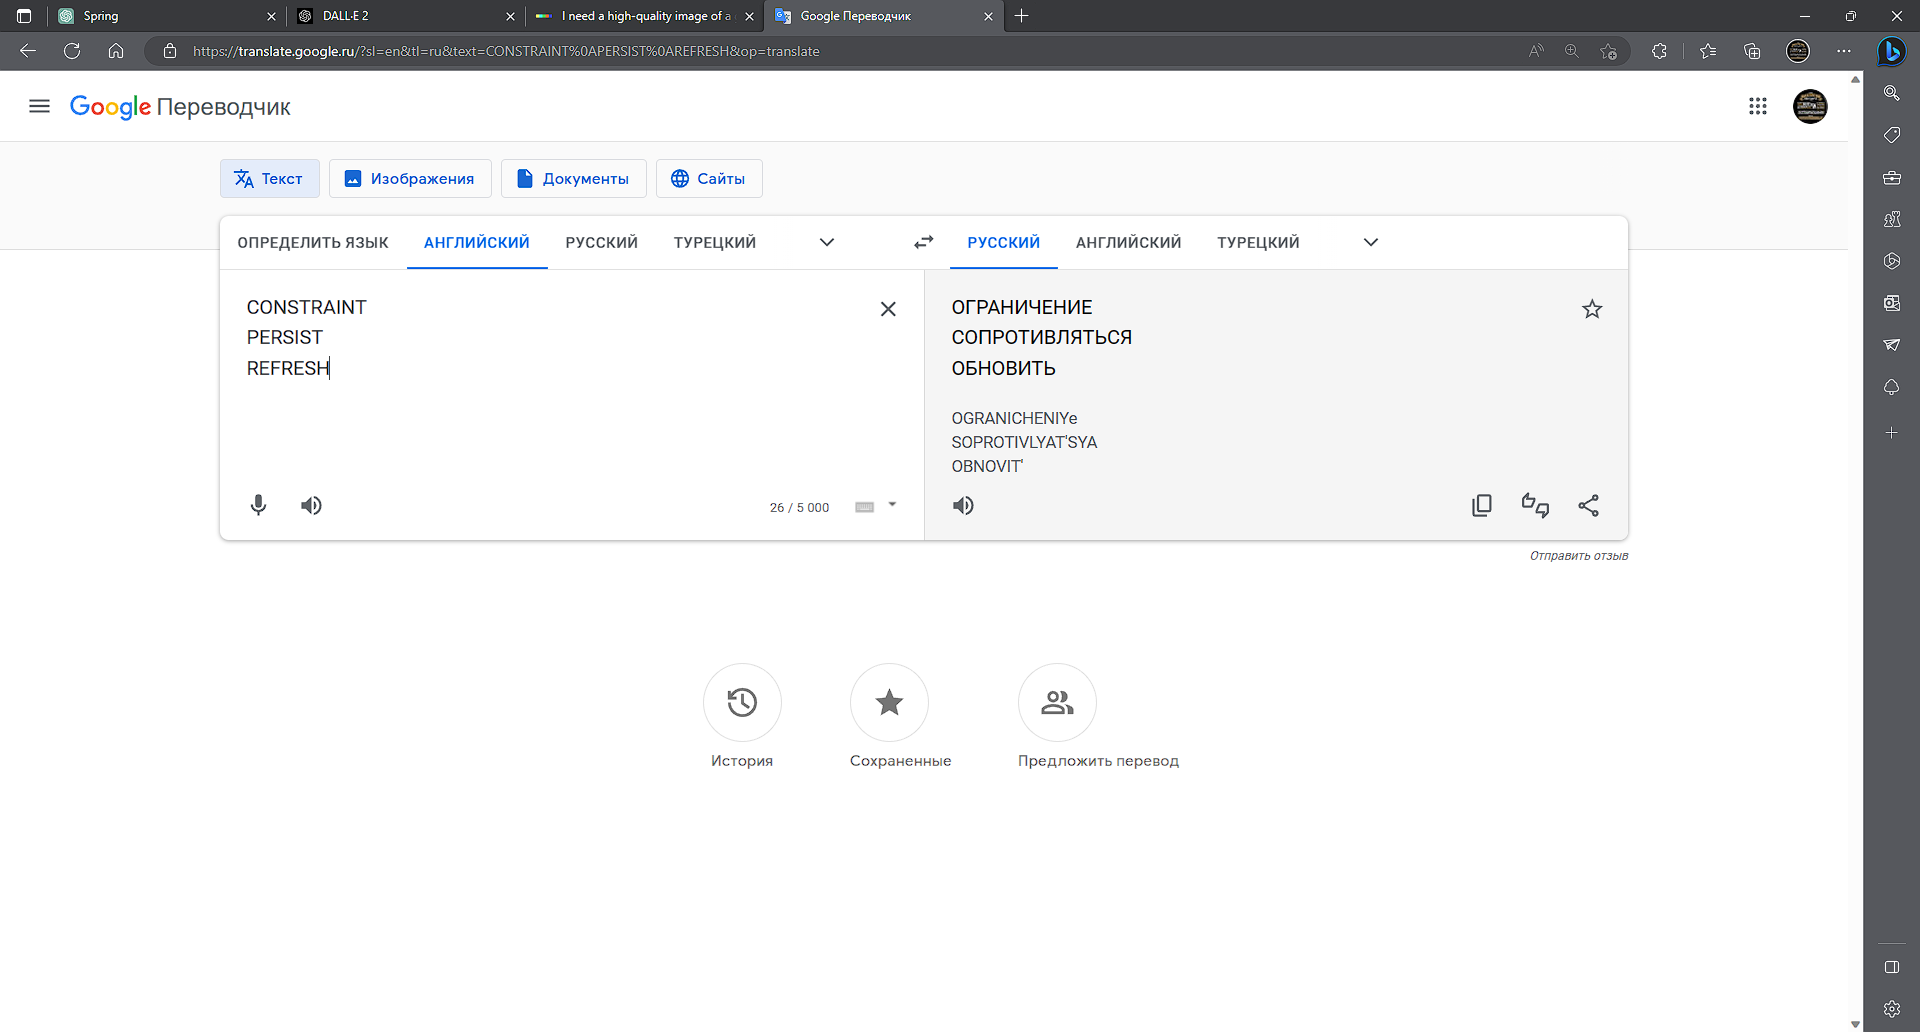 Spring
DALL·E 2
I need a high-quality image of a
Google Переводчик
https://translate.google.ru/?sl=en&tl=ru&text=CONSTRAINT%0APERSIST%0AREFRESH&op=translate
Google Переводчик
Текст
Изображения
Документы
Сайты
ОПРЕДЕЛИТЬ ЯЗЫК
АНГЛИЙСКИЙ
РУССКИЙ
ТУРЕЦКИЙ
РУССКИЙ
АНГЛИЙСКИЙ
ТУРЕЦКИЙ
CONSTRAINT
PERSIST
REFRESH
26 / 5 000
ОГРАНИЧЕНИЕ
СОПРОТИВЛЯТЬСЯ
ОБНОВИТЬ
OGRANICHENIYe
SOPROTIVLYAT'SYA
OBNOVIT'
Отправить отзыв
История
Сохраненные
Предложить перевод